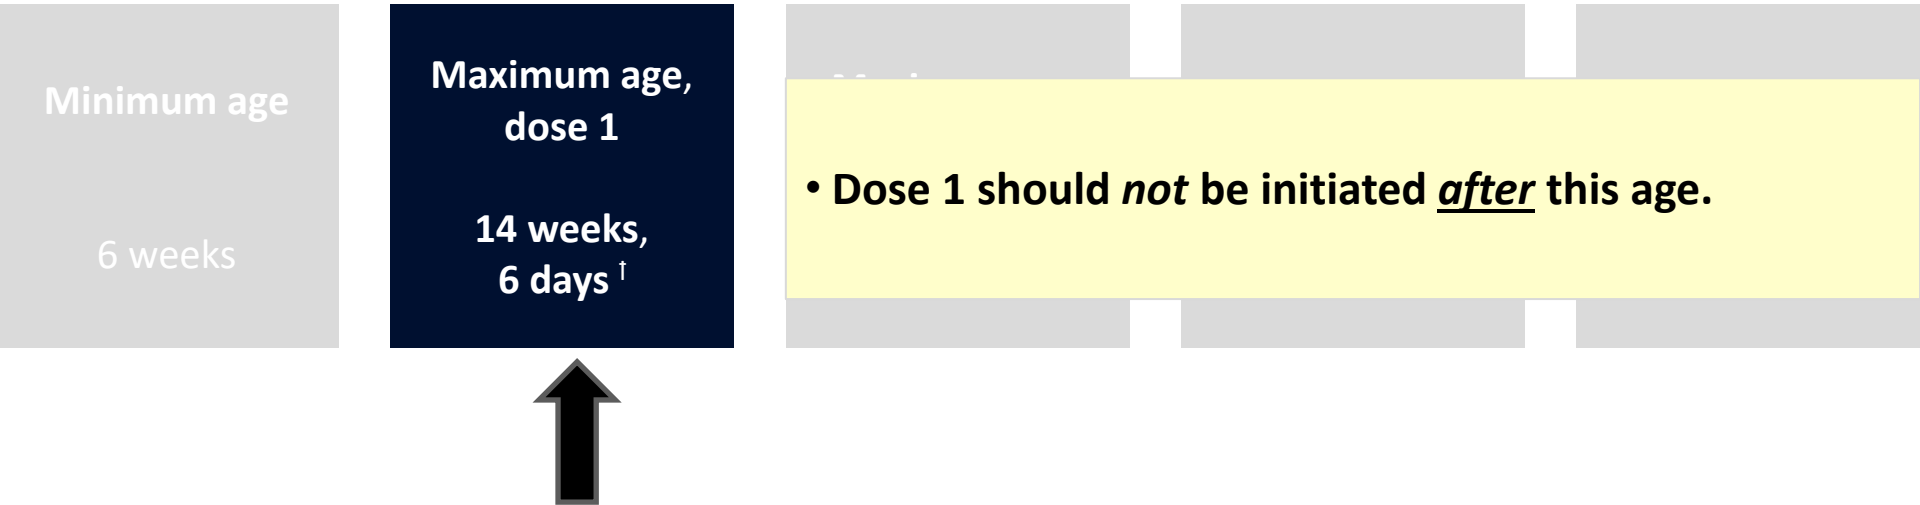 Minimum age
6 weeks
Maximum age,
dose 1
14 weeks,
6 days †
• Dose 1 should not be initiated after this age.